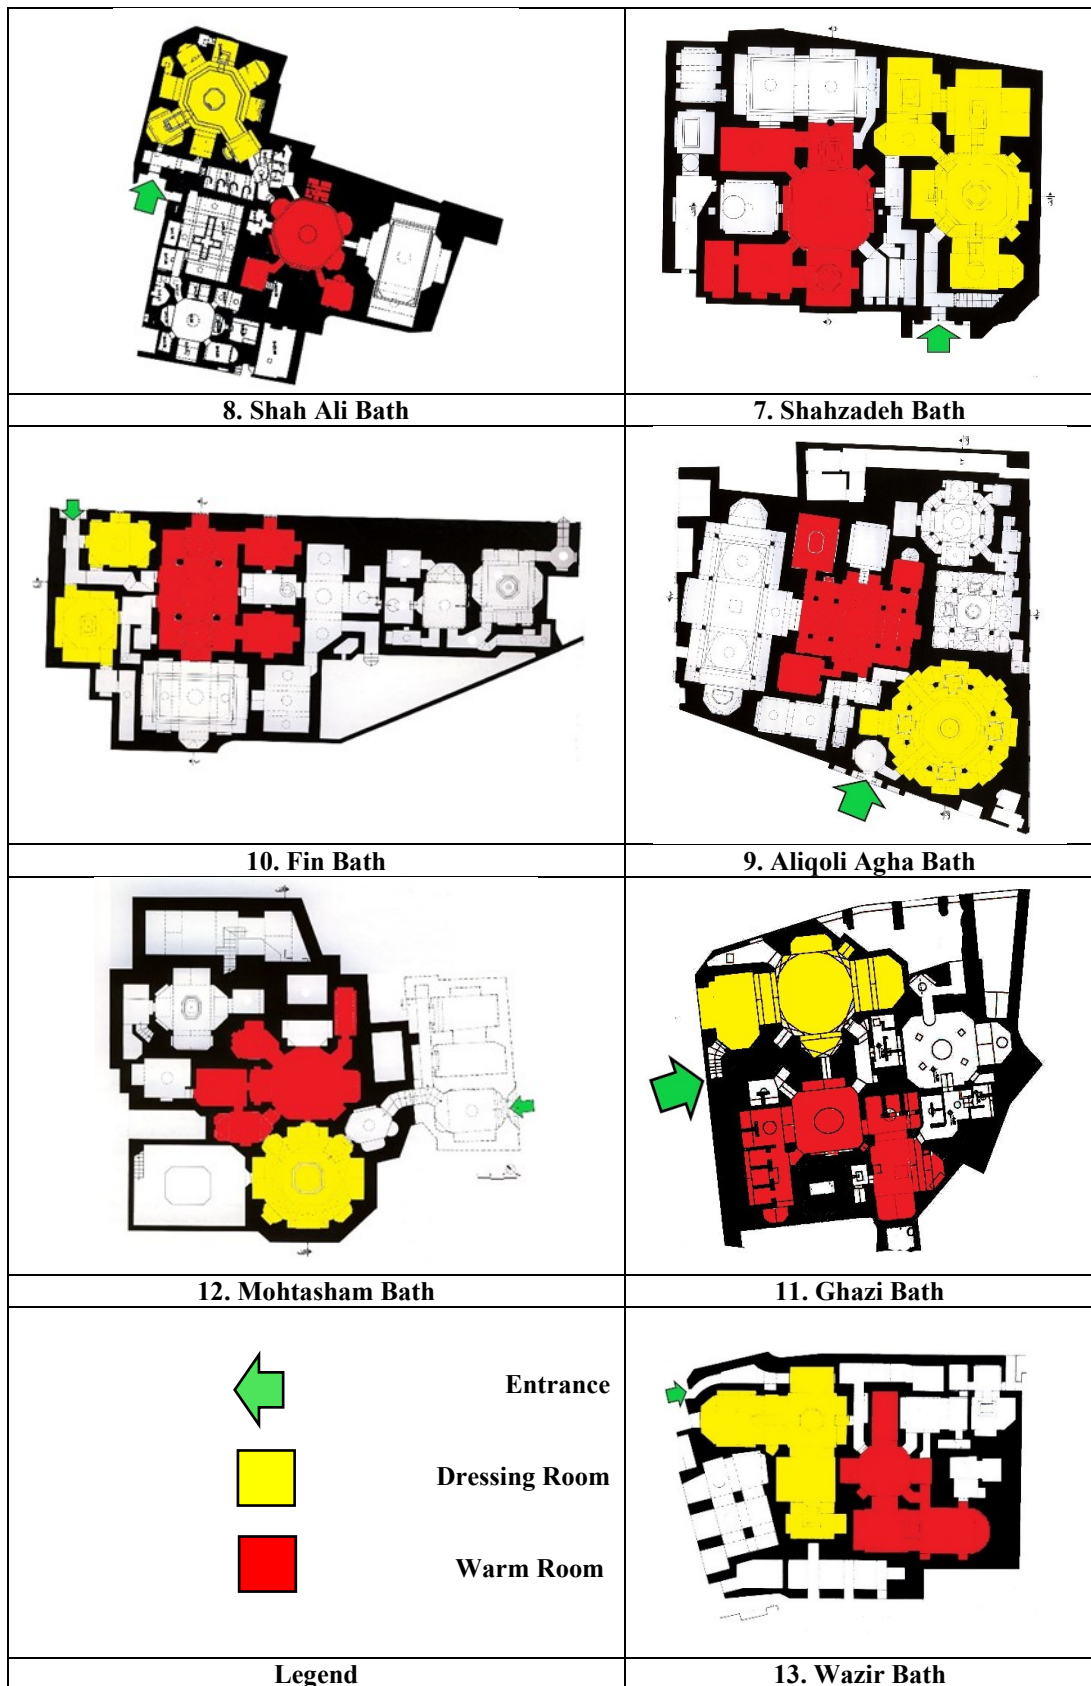 8. Shah Ali Bath
7. Shahzadeh Bath
10. Fin Bath
9. Aliqoli Agha Bath
12. Mohtasham Bath
11. Ghazi Bath
Entrance
Dressing Room
Warm Room
Legend
13. Wazir Bath